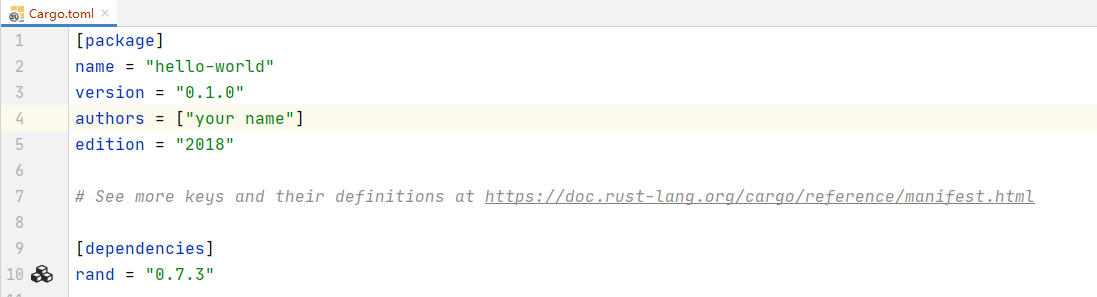 Cargo.toml
1 [package]
2 name = "hello-world"
3 version = "0.1.0"
4 authors = ["your name"]
5 edition = "2018"
6
7 # See more keys and their definitions at https://doc.rust-lang.org/cargo/reference/manifest.html
8
9 [dependencies]
10 rand = "0.7.3"